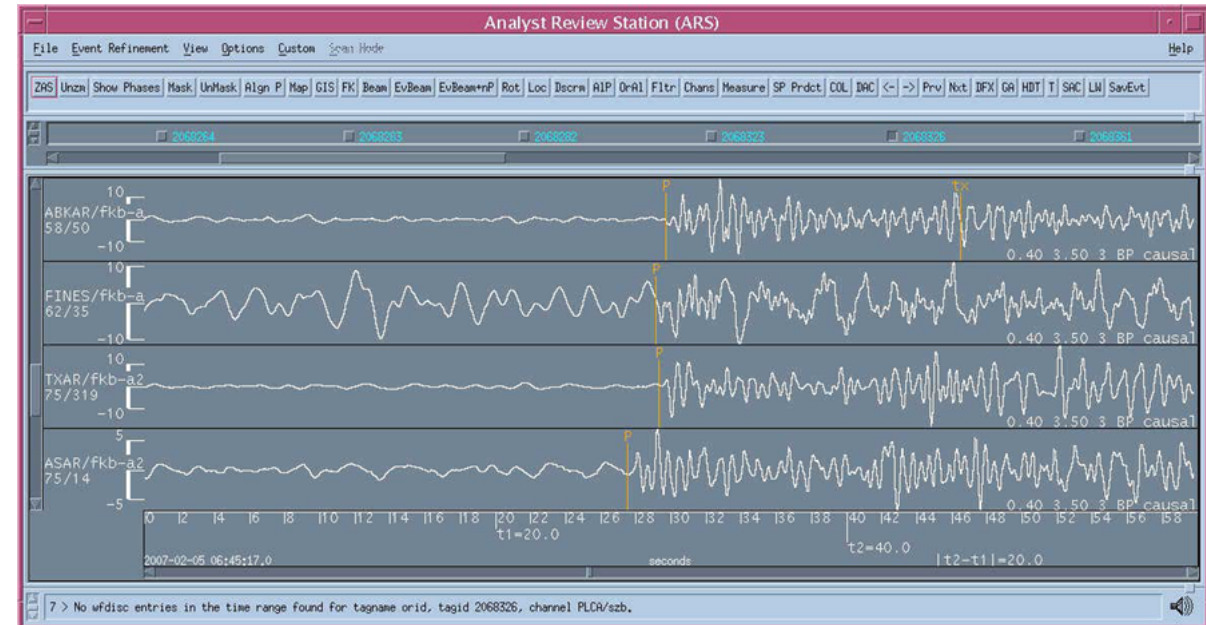 Analyst Review Station (ARS)
File Event Refinement View Options Custom Scan Mode Help
ZAS Unzm Show Phases Mask UnMask Algn P Map GIS FK Beam EvBeam EvBeam+nP Rot Loc Dscrm AlP OrAl Fltr Chans Measure SP Prdct COL DAC <- -> Prv Nxt DFX GA HDT T SAC LW SavEvt
2068264 2068283 2068282 2068323 2068326 2068361
10 P tx
ABKAR/fkb-a
58/50
-10 0.40 3.50 3 BP causal
10 P
FINES/fkb-a
62/35
-10 0.40 3.50 3 BP causal
10 P
TXAR/fkb-a2
75/319
-10 0.40 3.50 3 BP causal
5 P
ASAR/fkb-a2
75/14
-5 0.40 3.50 3 BP causal
|0 |2 |4 |6 |8 |10 |12 |14 |16 |18 |20 |22 |24 |26 |28 |30 |32 |34 |36 |38 |40 |42 |44 |46 |48 |50 |52 |54 |56 |58
t1=20.0
t2=40.0
2007-02-05 06:45:17.0 seconds |t2-t1|=20.0
7 > No wfdisc entries in the time range found for tagname orid, tagid 2068326, channel PLCA/szb.